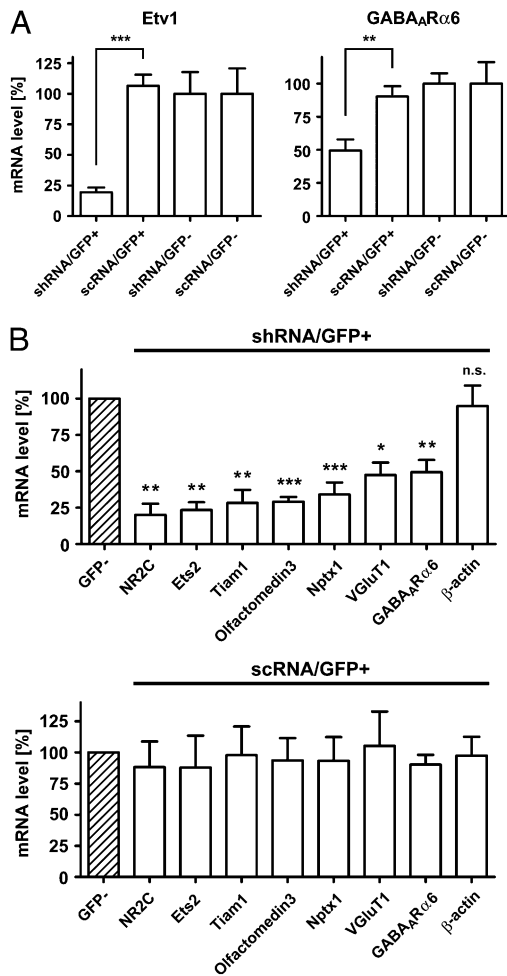 A
Etv1
GABA_ARα6
mRNA level [%]
125
100
75
50
25
0
***
shRNA/GFP+
scRNA/GFP+
shRNA/GFP-
scRNA/GFP-
100
75
50
25
0
**
shRNA/GFP+
scRNA/GFP+
shRNA/GFP-
scRNA/GFP-
B
shRNA/GFP+
mRNA level [%]
100
75
50
25
0
** ** ** *** *** * ** n.s.
GFP-
NR2C
Ets2
Tiam1
Olfactomedin3
Nptx1
VGluT1
GABA_ARα6
β-actin
scRNA/GFP+
mRNA level [%]
125
100
75
50
25
0
GFP-
NR2C
Ets2
Tiam1
Olfactomedin3
Nptx1
VGluT1
GABA_ARα6
β-actin